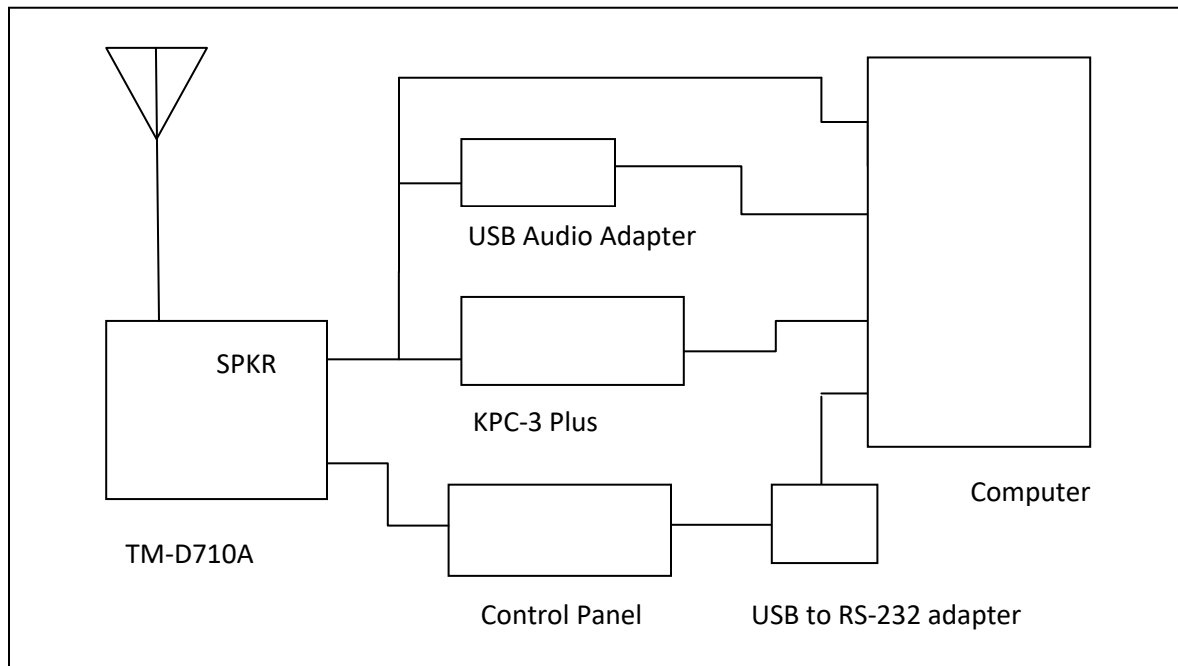 USB Audio Adapter
SPKR
KPC-3 Plus
Computer
TM-D710A
Control Panel
USB to RS-232 adapter